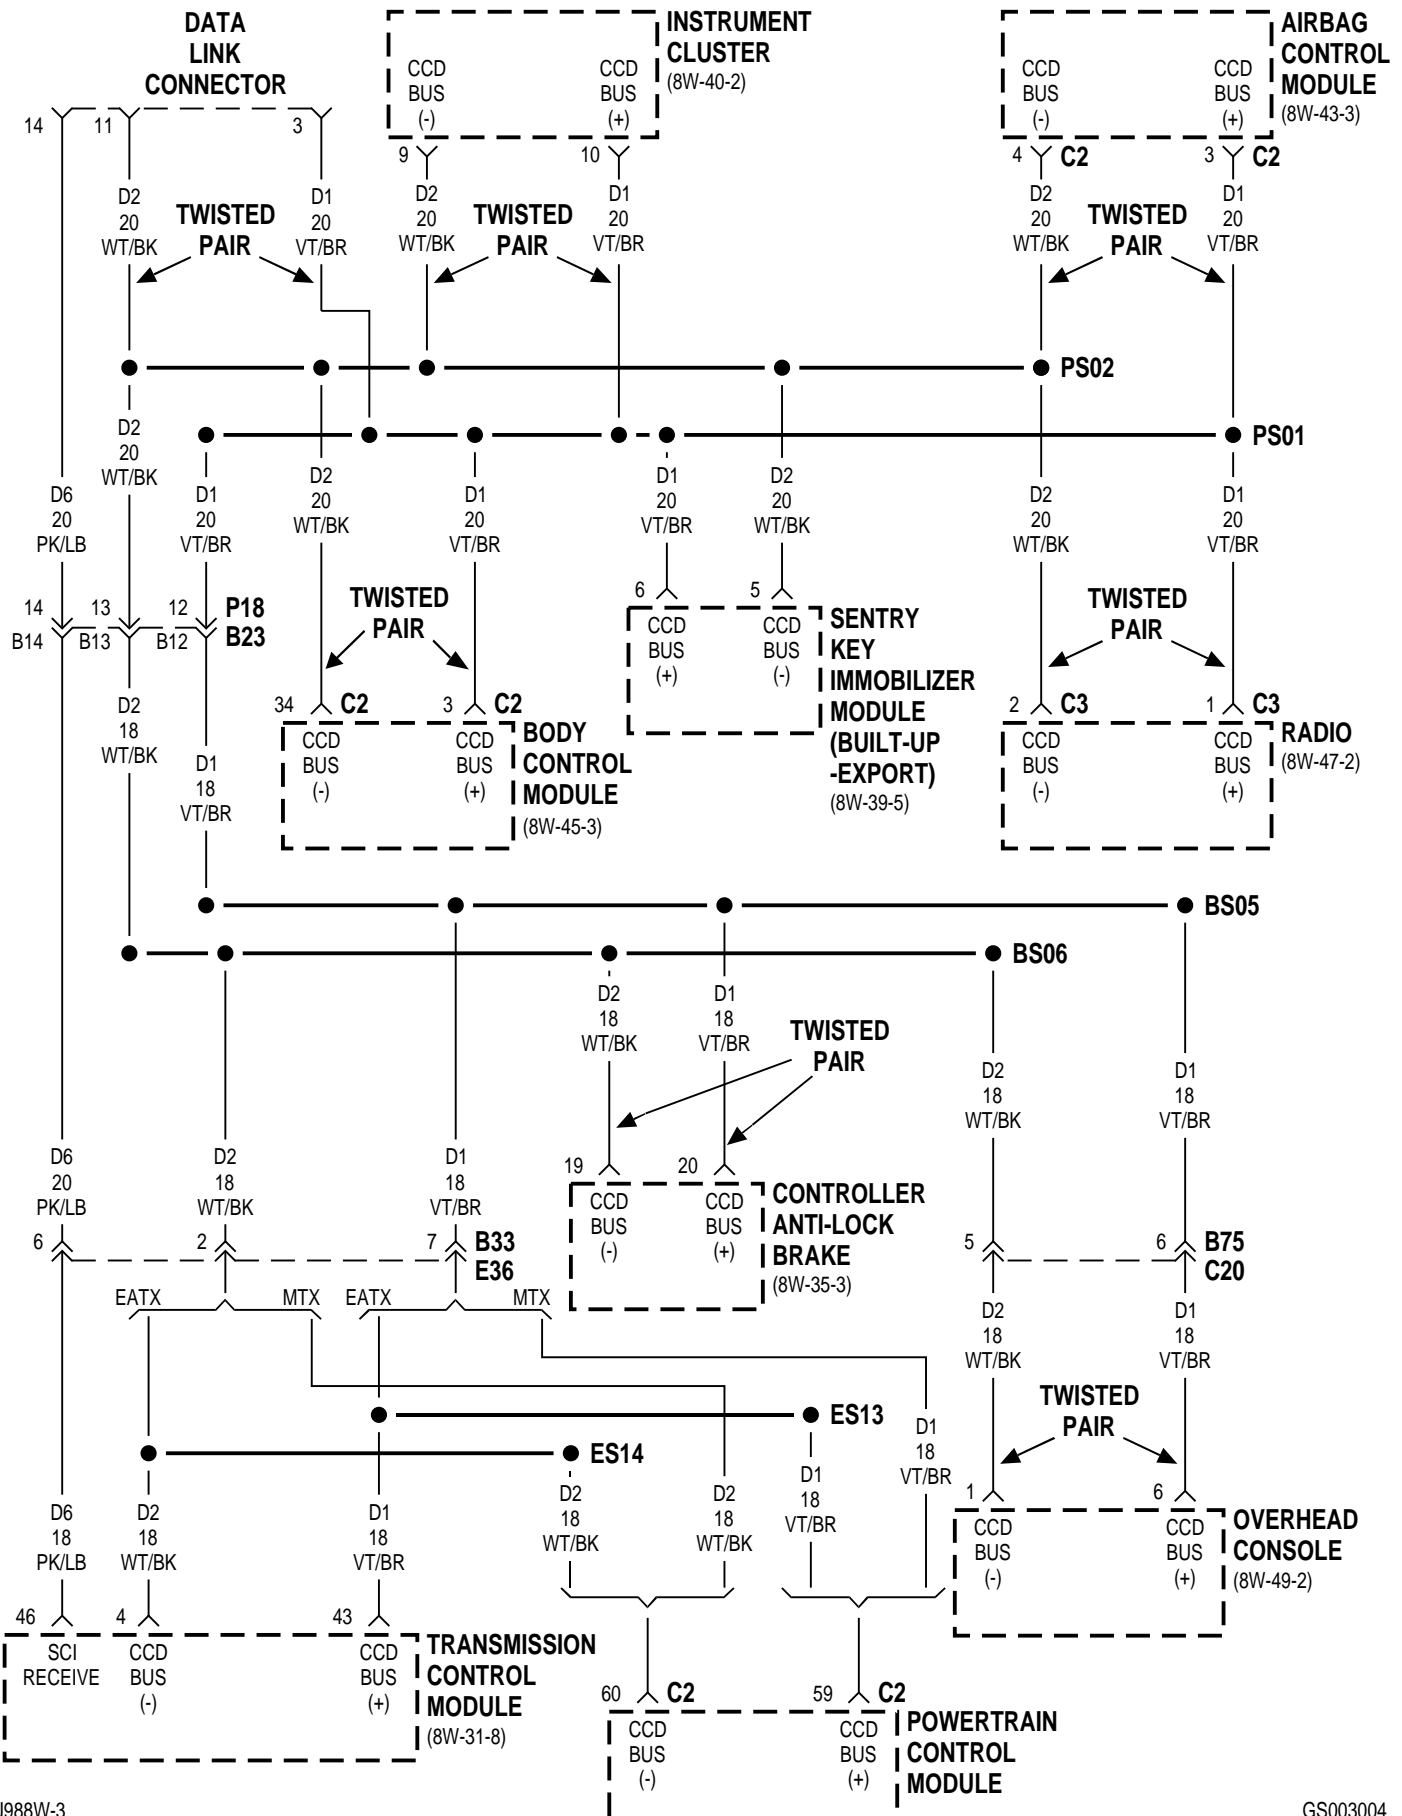 DATA
LINK
CONNECTOR
INSTRUMENT
CLUSTER
(8W-40-2)
AIRBAG
CONTROL
MODULE
(8W-43-3)
CCD
BUS
(-)
CCD
BUS
(+)
CCD
BUS
(-)
CCD
BUS
(+)
14
11
3
9
10
4
C2
3
C2
D2
20
WT/BK
TWISTED
PAIR
D1
20
VT/BR
D2
20
WT/BK
TWISTED
PAIR
D1
20
VT/BR
D2
20
WT/BK
TWISTED
PAIR
D1
20
VT/BR
PS02
PS01
D6
20
PK/LB
D2
20
WT/BK
D1
20
VT/BR
D2
20
WT/BK
D1
20
VT/BR
D1
20
VT/BR
D2
20
WT/BK
D2
20
WT/BK
D1
20
VT/BR
14
13
12
P18
B14
B13
B12
B23
TWISTED
PAIR
6
5
CCD
BUS
(+)
CCD
BUS
(-)
SENTRY
KEY
IMMOBILIZER
MODULE
(BUILT-UP
-EXPORT)
(8W-39-5)
TWISTED
PAIR
D2
18
WT/BK
D1
18
VT/BR
34
C2
3
C2
CCD
BUS
(-)
CCD
BUS
(+)
BODY
CONTROL
MODULE
(8W-45-3)
2
C3
1
C3
CCD
BUS
(-)
CCD
BUS
(+)
RADIO
(8W-47-2)
BS05
BS06
D2
18
WT/BK
D1
18
VT/BR
TWISTED
PAIR
D2
18
WT/BK
D1
18
VT/BR
D6
20
PK/LB
D2
18
WT/BK
D1
18
VT/BR
19
20
CCD
BUS
(-)
CCD
BUS
(+)
CONTROLLER
ANTI-LOCK
BRAKE
(8W-35-3)
6
2
7
B33
E36
5
6
B75
C20
EATX
MTX
EATX
MTX
D2
18
WT/BK
D1
18
VT/BR
TWISTED
PAIR
ES13
ES14
D1
18
VT/BR
D6
18
PK/LB
D2
18
WT/BK
D1
18
VT/BR
D2
18
WT/BK
D2
18
WT/BK
D1
18
VT/BR
1
6
CCD
BUS
(-)
CCD
BUS
(+)
OVERHEAD
CONSOLE
(8W-49-2)
46
4
43
SCI
RECEIVE
CCD
BUS
(-)
CCD
BUS
(+)
TRANSMISSION
CONTROL
MODULE
(8W-31-8)
60
C2
59
C2
CCD
BUS
(-)
CCD
BUS
(+)
POWERTRAIN
CONTROL
MODULE
J988W-3
GS003004